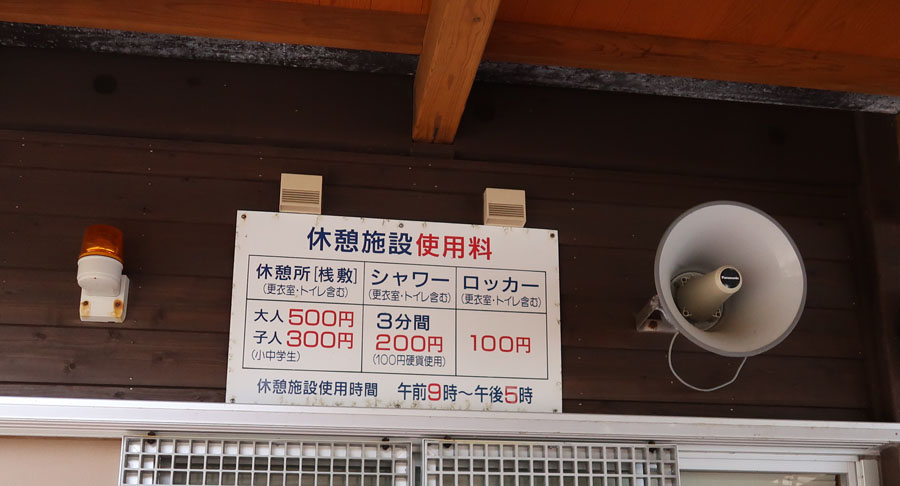 休憩施設使用料
休憩所[桟敷]
(更衣室・トイレ含む)
シャワー
(更衣室・トイレ含む)
ロッカー
(更衣室・トイレ含む)
大人500円
子人300円
(小中学生)
3分間
200円
(100円硬貨使用)
100円
休憩施設使用時間 午前9時~午後5時
Panasonic